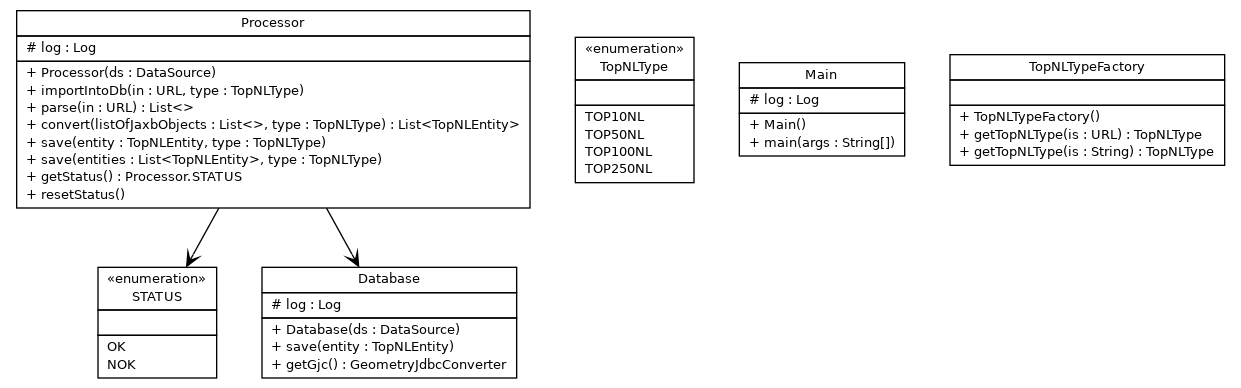 Processor
# log : Log
+ Processor(ds : DataSource)
+ importIntoDb(in : URL, type : TopNLType)
+ parse(in : URL) : List<>
+ convert(listOfJaxbObjects : List<>, type : TopNLType) : List<TopNLEntity>
+ save(entity : TopNLEntity, type : TopNLType)
+ save(entities : List<TopNLEntity>, type : TopNLType)
+ getStatus() : Processor.STATUS
+ resetStatus()
«enumeration»
TopNLType
TOP10NL
TOP50NL
TOP100NL
TOP250NL
Main
# log : Log
+ Main()
+ main(args : String[])
TopNLTypeFactory
+ TopNLTypeFactory()
+ getTopNLType(is : URL) : TopNLType
+ getTopNLType(is : String) : TopNLType
«enumeration»
STATUS
OK
NOK
Database
# log : Log
+ Database(ds : DataSource)
+ save(entity : TopNLEntity)
+ getGjc() : GeometryJdbcConverter